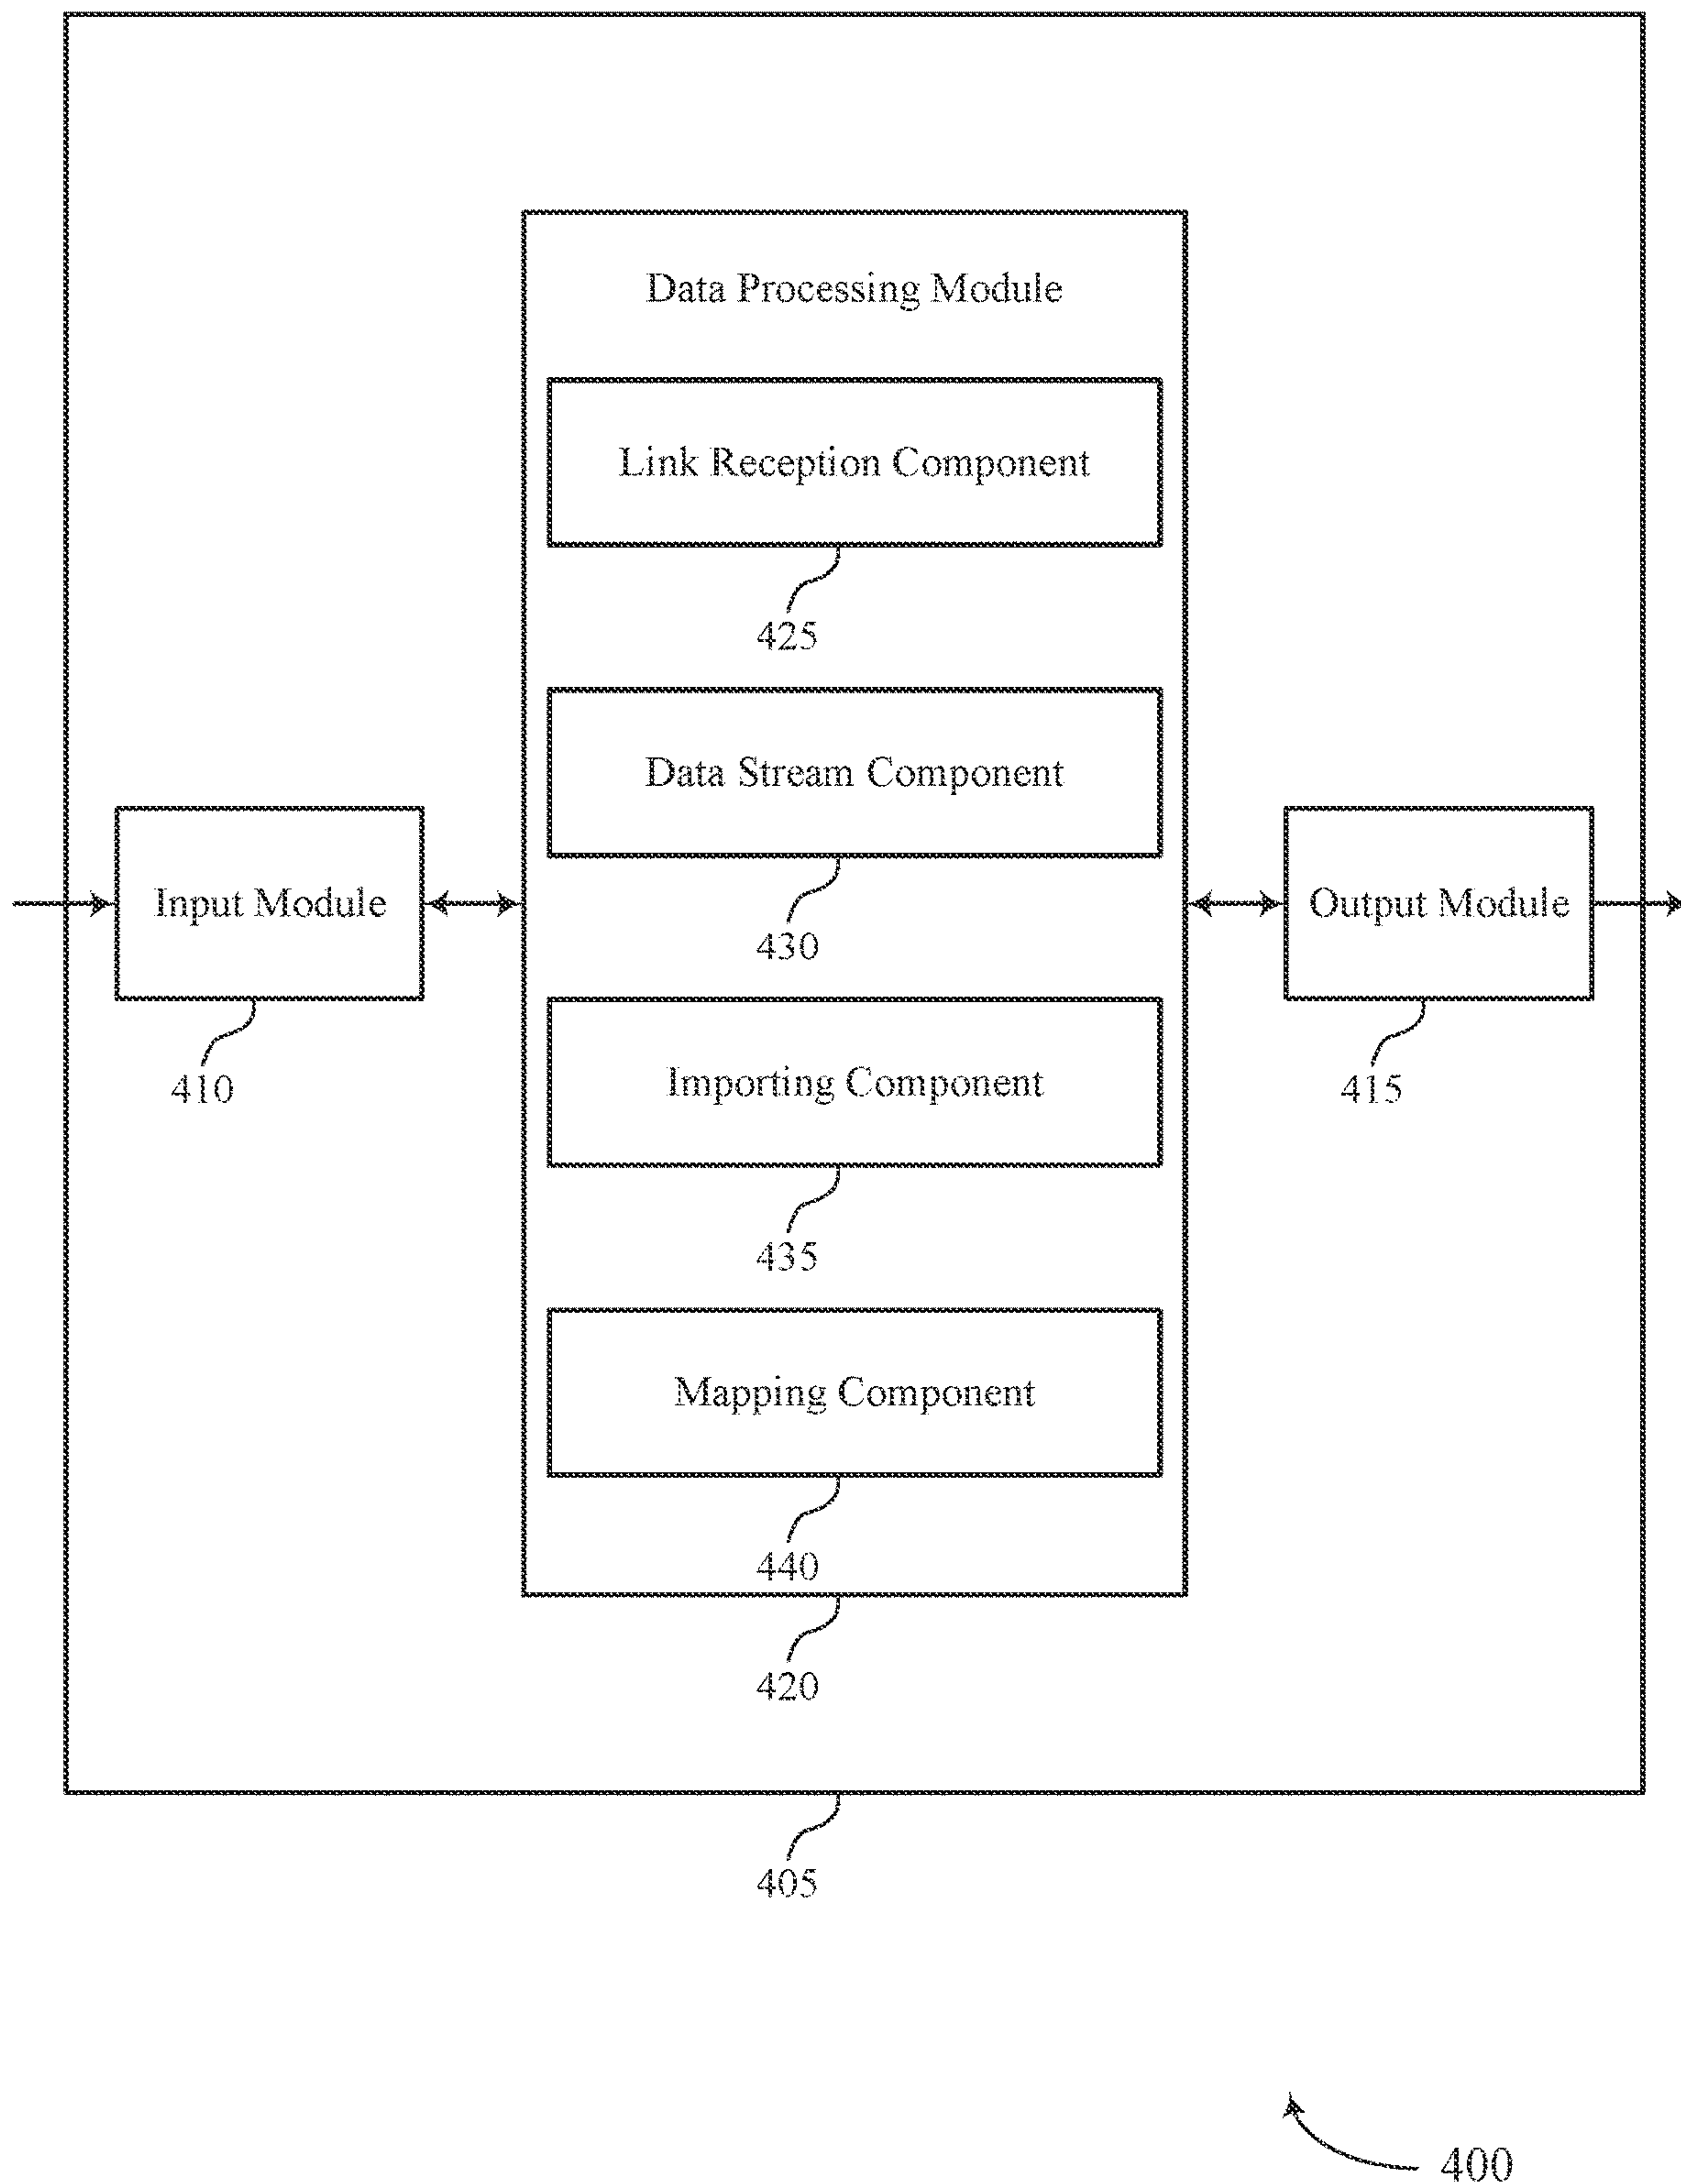 Data Processing Module
Link Reception Component
425
Data Stream Component
430
Input Module
410
Output Module
415
Importing Component
435
Mapping Component
440
420
405
400